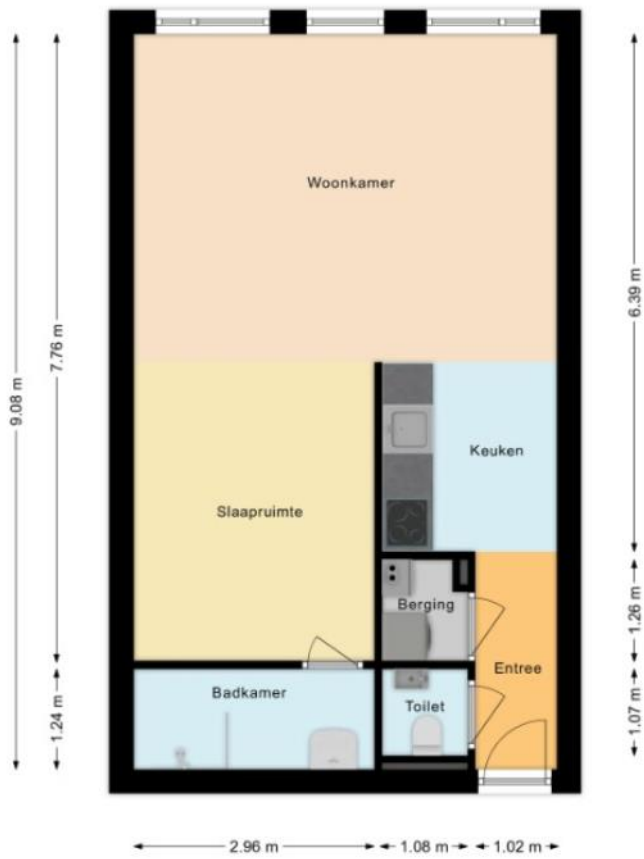 Woonkamer
Keuken
Slaapruimte
Berging
Entree
Badkamer
Toilet
9.08 m
7.76 m
1.24 m
6.39 m
1.26 m
1.07 m
2.96 m
1.08 m
1.02 m